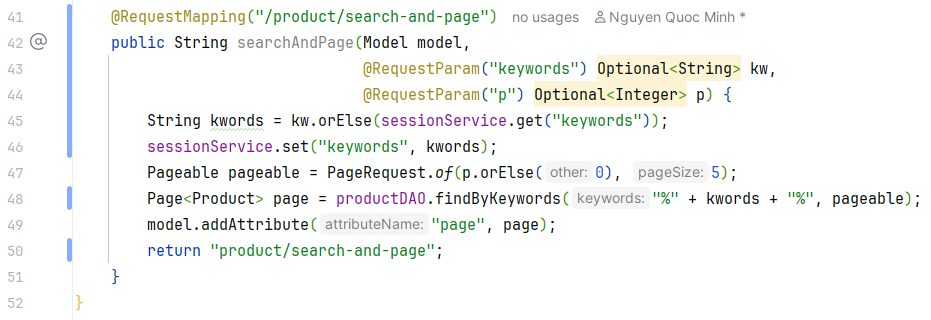 41 @RequestMapping("/product/search-and-page") no usages Nguyen Quoc Minh *
42 @ public String searchAndPage(Model model,
43 @RequestParam("keywords") Optional<String> kw,
44 @RequestParam("p") Optional<Integer> p) {
45 String kwords = kw.orElse(sessionService.get("keywords"));
46 sessionService.set("keywords", kwords);
47 Pageable pageable = PageRequest.of(p.orElse( other: 0), pageSize: 5);
48 Page<Product> page = productDAO.findByKeywords( keywords: "%" + kwords + "%", pageable);
49 model.addAttribute( attributeName: "page", page);
50 return "product/search-and-page";
51 }
52 }